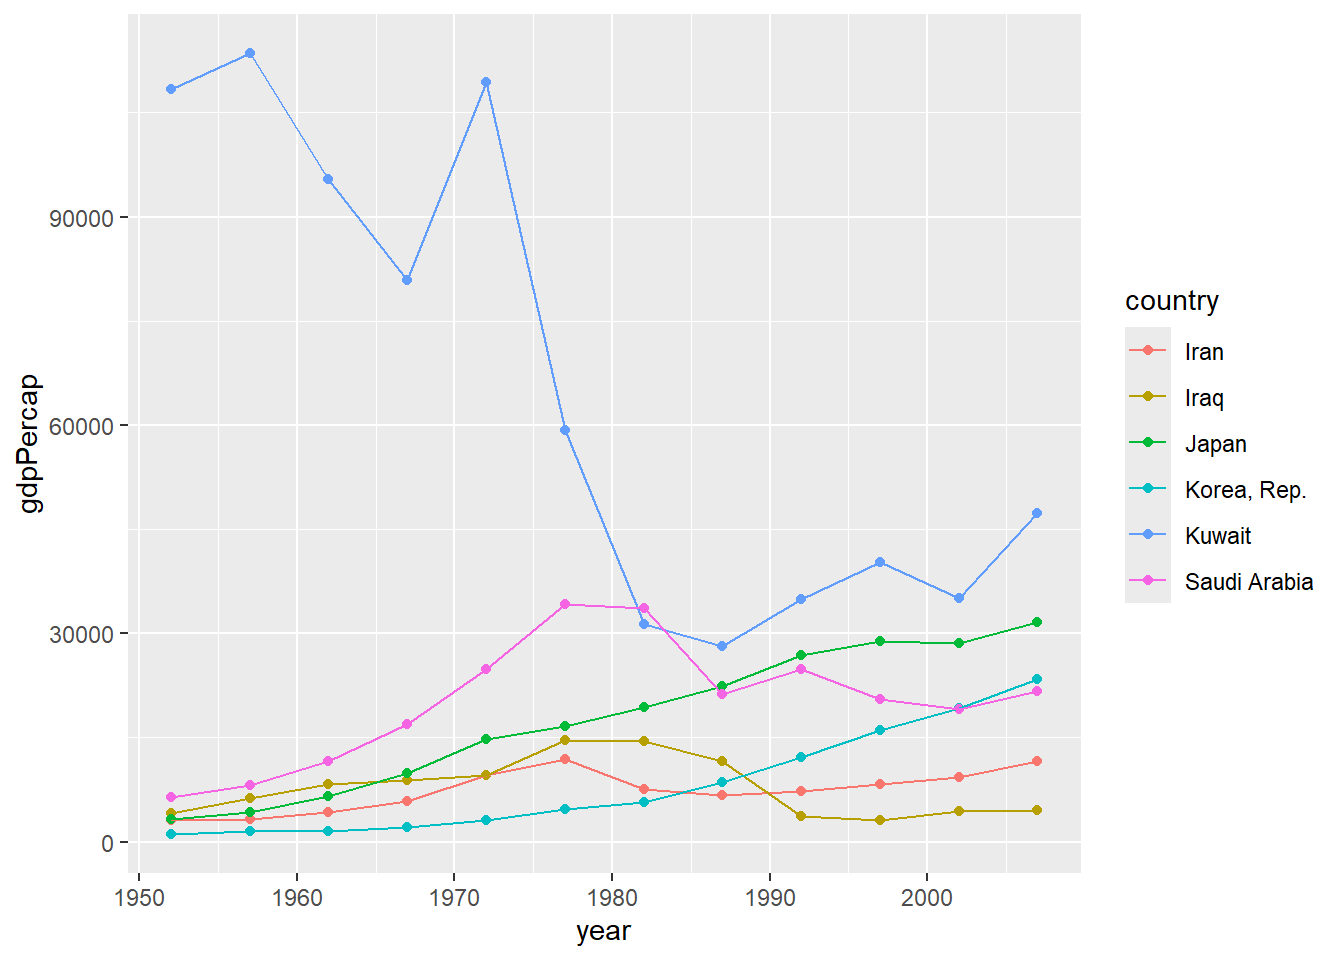 90000
60000
30000
0
gdpPercap
1950 1960 1970 1980 1990 2000
year
country
Iran
Iraq
Japan
Korea, Rep.
Kuwait
Saudi Arabia